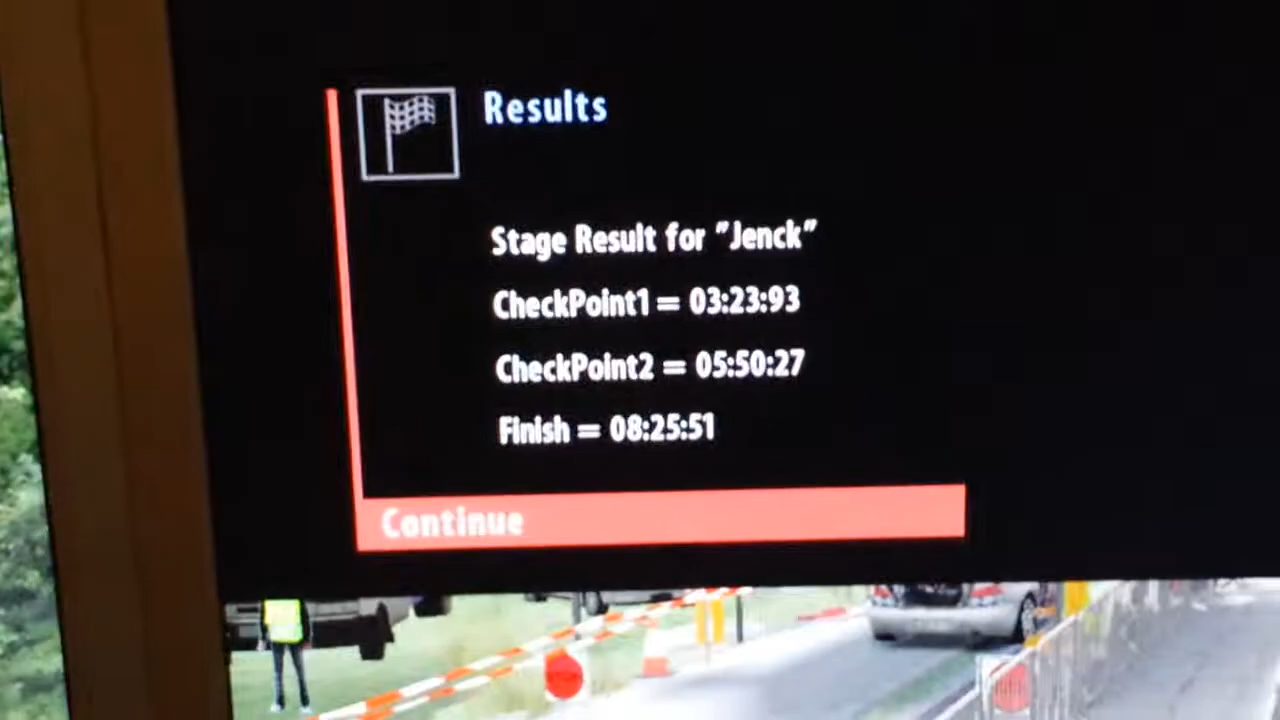 Results
Stage Result for "Jenck"
CheckPoint1 = 03:23:93
CheckPoint2 = 05:50:27
Finish = 08:25:51
Continue